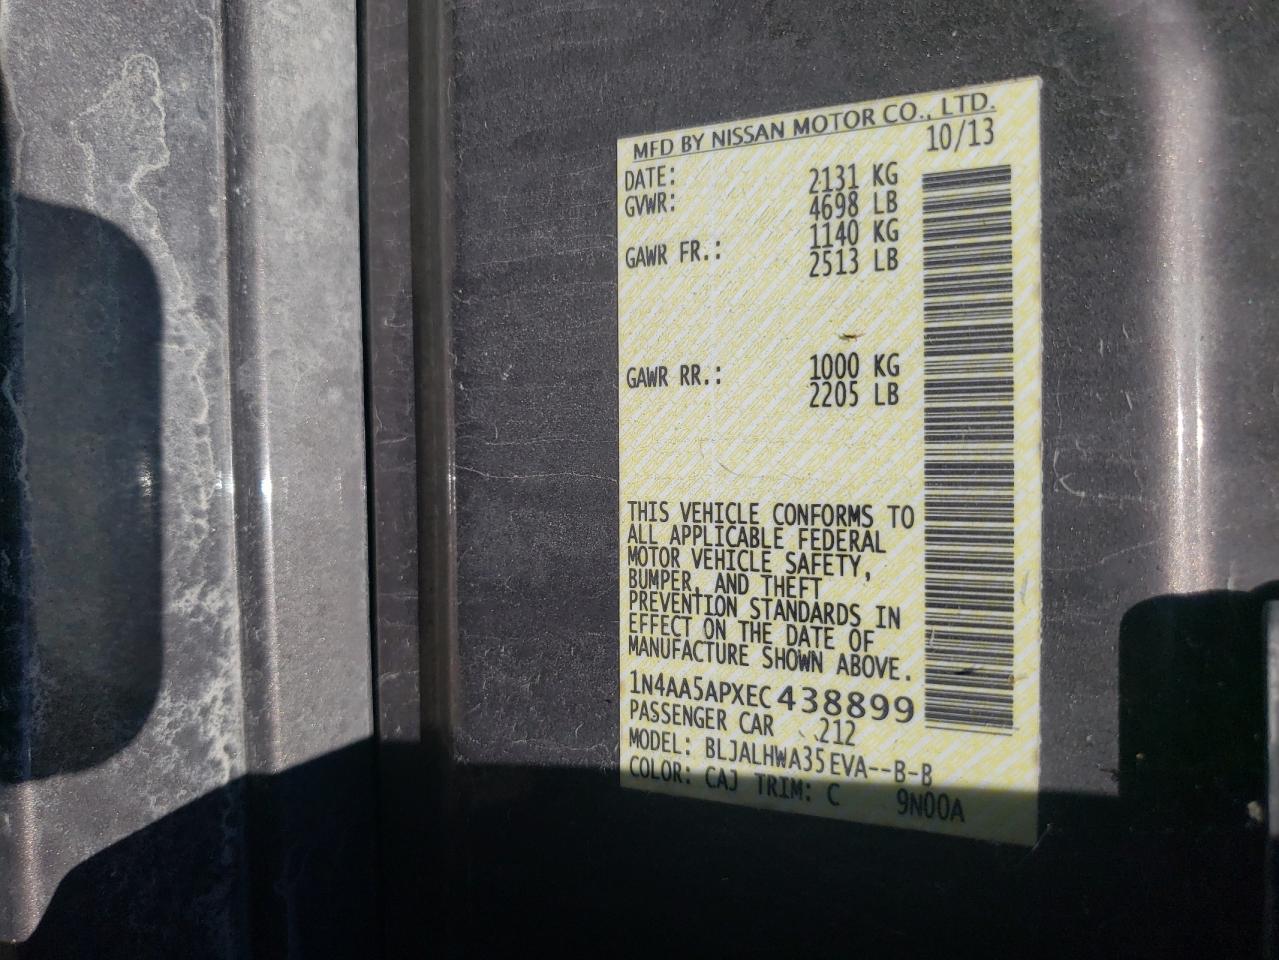 MFD BY NISSAN MOTOR CO., LTD.
DATE: 10/13
GVWR: 2131 KG
4698 LB
GAWR FR.: 1140 KG
2513 LB
GAWR RR.: 1000 KG
2205 LB
THIS VEHICLE CONFORMS TO
ALL APPLICABLE FEDERAL
MOTOR VEHICLE SAFETY,
BUMPER, AND THEFT
PREVENTION STANDARDS IN
EFFECT ON THE DATE OF
MANUFACTURE SHOWN ABOVE.
1N4AA5APXEC438899
PASSENGER CAR 212
MODEL: BLJALHWA35EVA--B-B
COLOR: CAJ TRIM: C 9N00A